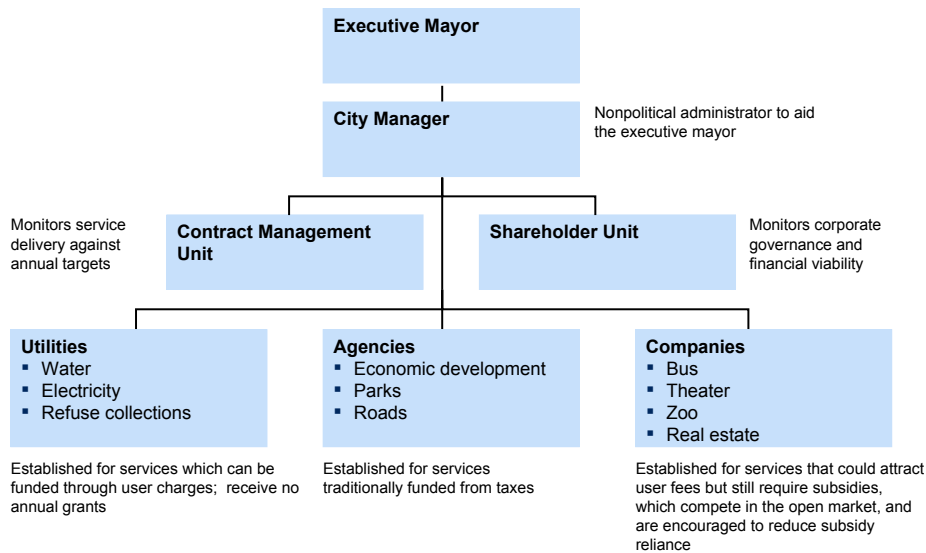 Executive Mayor
City Manager
Nonpolitical administrator to aid
the executive mayor
Monitors service
delivery against
annual targets
Contract Management
Unit
Shareholder Unit
Monitors corporate
governance and
financial viability
Utilities
▪ Water
▪ Electricity
▪ Refuse collections
Agencies
▪ Economic development
▪ Parks
▪ Roads
Companies
▪ Bus
▪ Theater
▪ Zoo
▪ Real estate
Established for services which can be
funded through user charges;  receive no
annual grants
Established for services
traditionally funded from taxes
Established for services that could attract
user fees but still require subsidies,
which compete in the open market, and
are encouraged to reduce subsidy
reliance